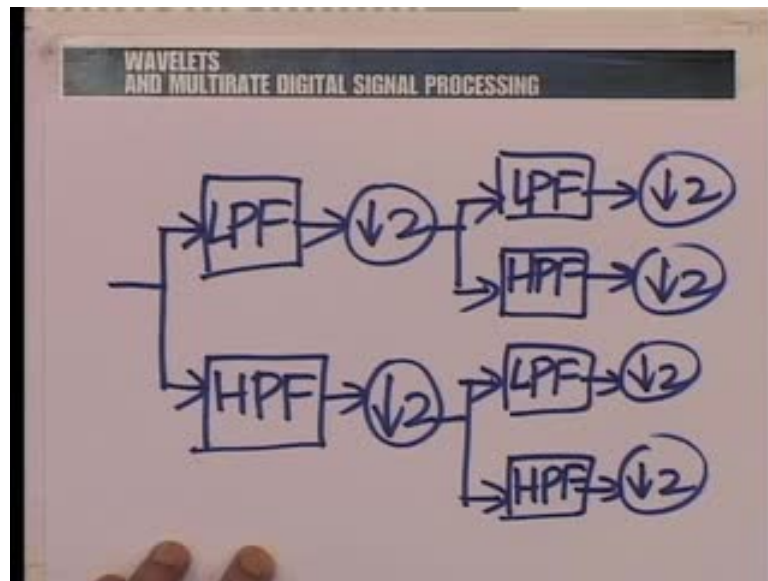 WAVELETS
AND MULTIRATE DIGITAL SIGNAL PROCESSING
LPF ↓2 LPF ↓2
HPF ↓2
HPF ↓2 LPF ↓2
HPF ↓2